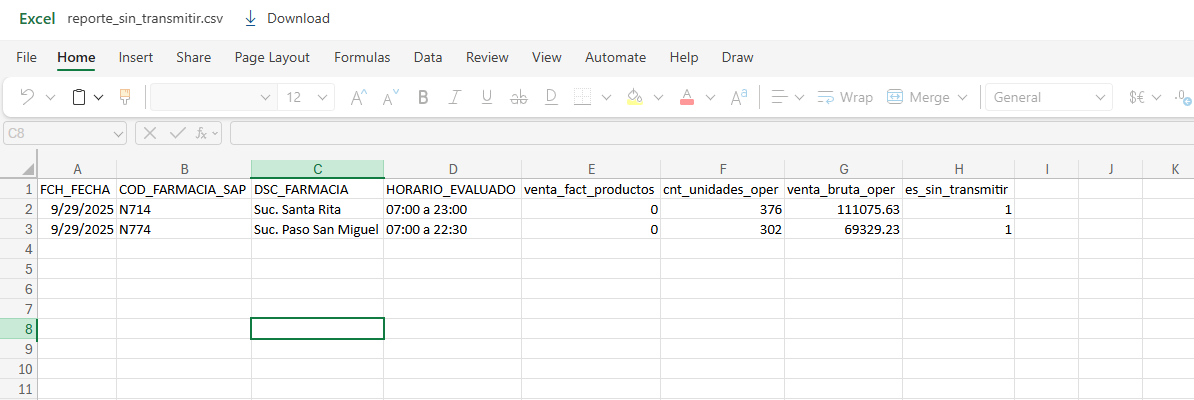 Excel reporte_sin_transmitir.csv Download
File Home Insert Share Page Layout Formulas Data Review View Automate Help Draw
12 A A B I U ab D A A Wrap Merge General $€ .0
C8 fx
A B C D E F G H I J K
1 FCH_FECHA COD_FARMACIA_SAP DSC_FARMACIA HORARIO_EVALUADO venta_fact_productos cnt_unidades_oper venta_bruta_oper es_sin_transmitir
2 9/29/2025 N714 Suc. Santa Rita 07:00 a 23:00 0 376 111075.63 1
3 9/29/2025 N774 Suc. Paso San Miguel 07:00 a 22:30 0 302 69329.23 1
4
5
6
7
8
9
10
11